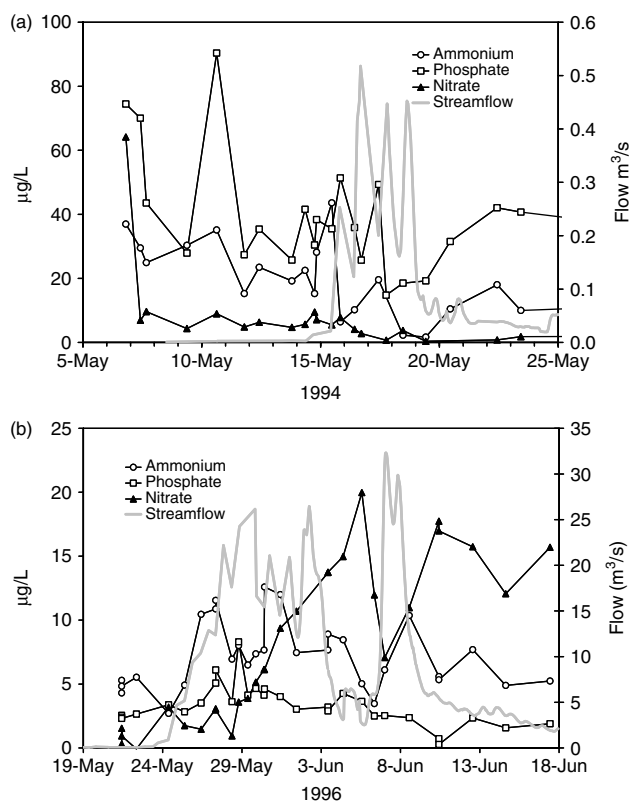 (a)
100
80
60
40
20
0
µg/L
Ammonium
Phosphate
Nitrate
Streamflow
0.6
0.5
0.4
0.3
0.2
0.1
0.0
Flow m³/s
5-May 10-May 15-May 20-May 25-May
1994
(b)
25
20
15
10
5
0
µg/L
Ammonium
Phosphate
Nitrate
Streamflow
35
30
25
20
15
10
5
0
Flow (m³/s)
19-May 24-May 29-May 3-Jun 8-Jun 13-Jun 18-Jun
1996